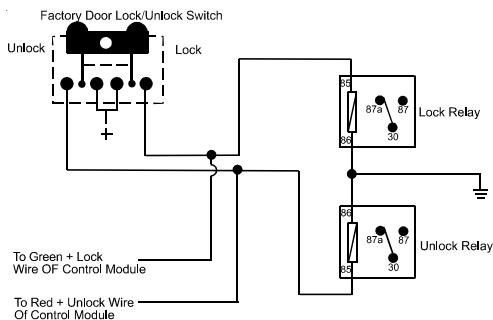 Factory Door Lock/Unlock Switch
Unlock
Lock
+
85
87a
87
Lock Relay
30
86
86
87a
87
Unlock Relay
30
85
To Green + Lock
Wire OF Control Module
To Red + Unlock Wire
Of Control Module